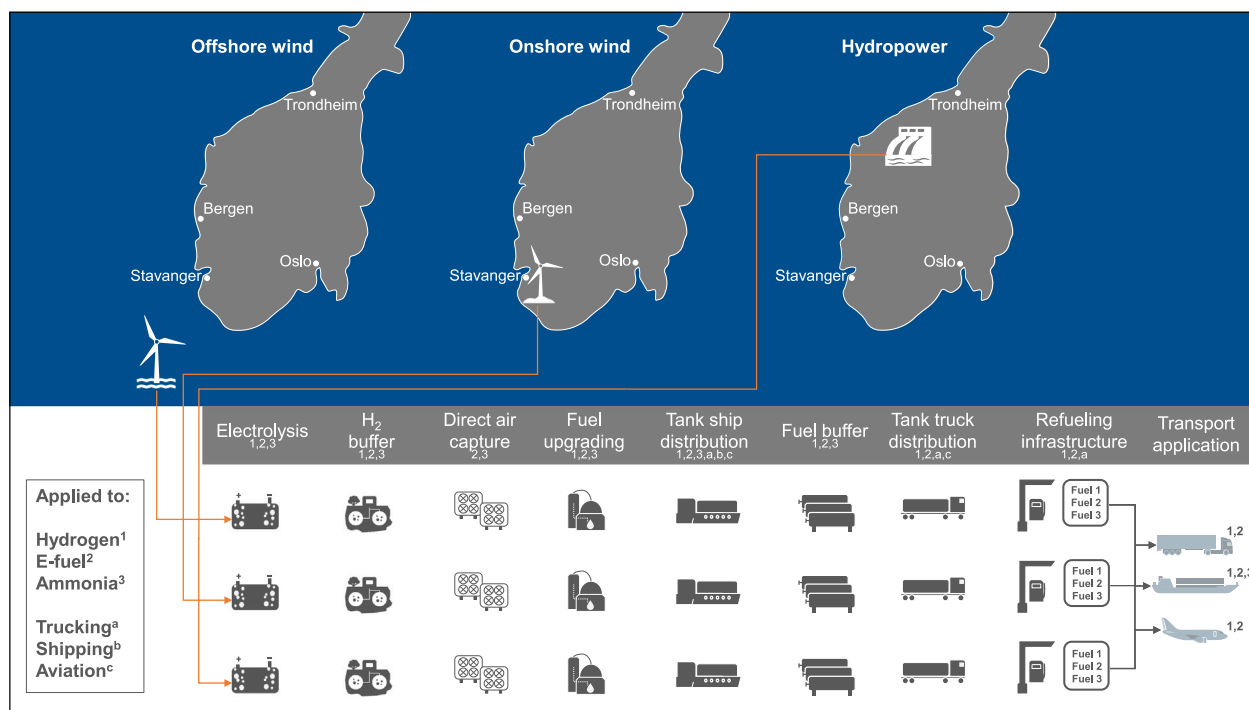 Offshore wind
Trondheim
Bergen
Oslo
Stavanger
Onshore wind
Trondheim
Bergen
Oslo
Stavanger
Hydropower
Trondheim
Bergen
Oslo
Stavanger
Electrolysis
1,2,3
H₂
buffer
1,2,3
Direct air
capture
2,3
Fuel
upgrading
1,2,3
Tank ship
distribution
1,2,3,a,b,c
Fuel buffer
1,2,3
Tank truck
distribution
1,2,a,c
Refueling
infrastructure
1,2,a
Transport
application
Applied to:
Hydrogen¹
E-fuel²
Ammonia³
Truckingᵃ
Shippingᵇ
Aviationᶜ
+ –
Fuel 1
Fuel 2
Fuel 3
+ –
Fuel 1
Fuel 2
Fuel 3
+ –
Fuel 1
Fuel 2
Fuel 3
1,2
1,2,3
1,2